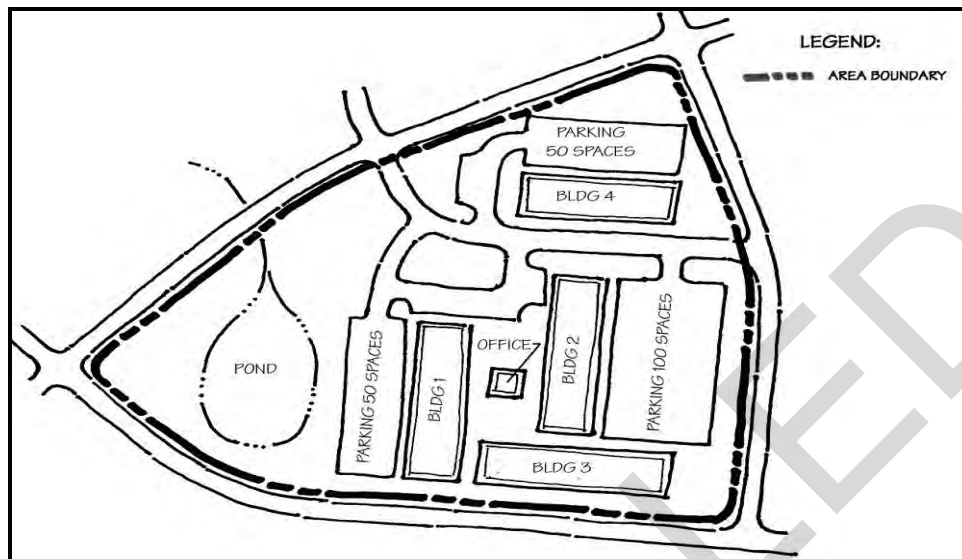 LEGEND:
AREA BOUNDARY
PARKING
50 SPACES
BLDG 4
POND
PARKING 50 SPACES
BLDG 1
OFFICE
BLDG 2
PARKING 100 SPACES
BLDG 3